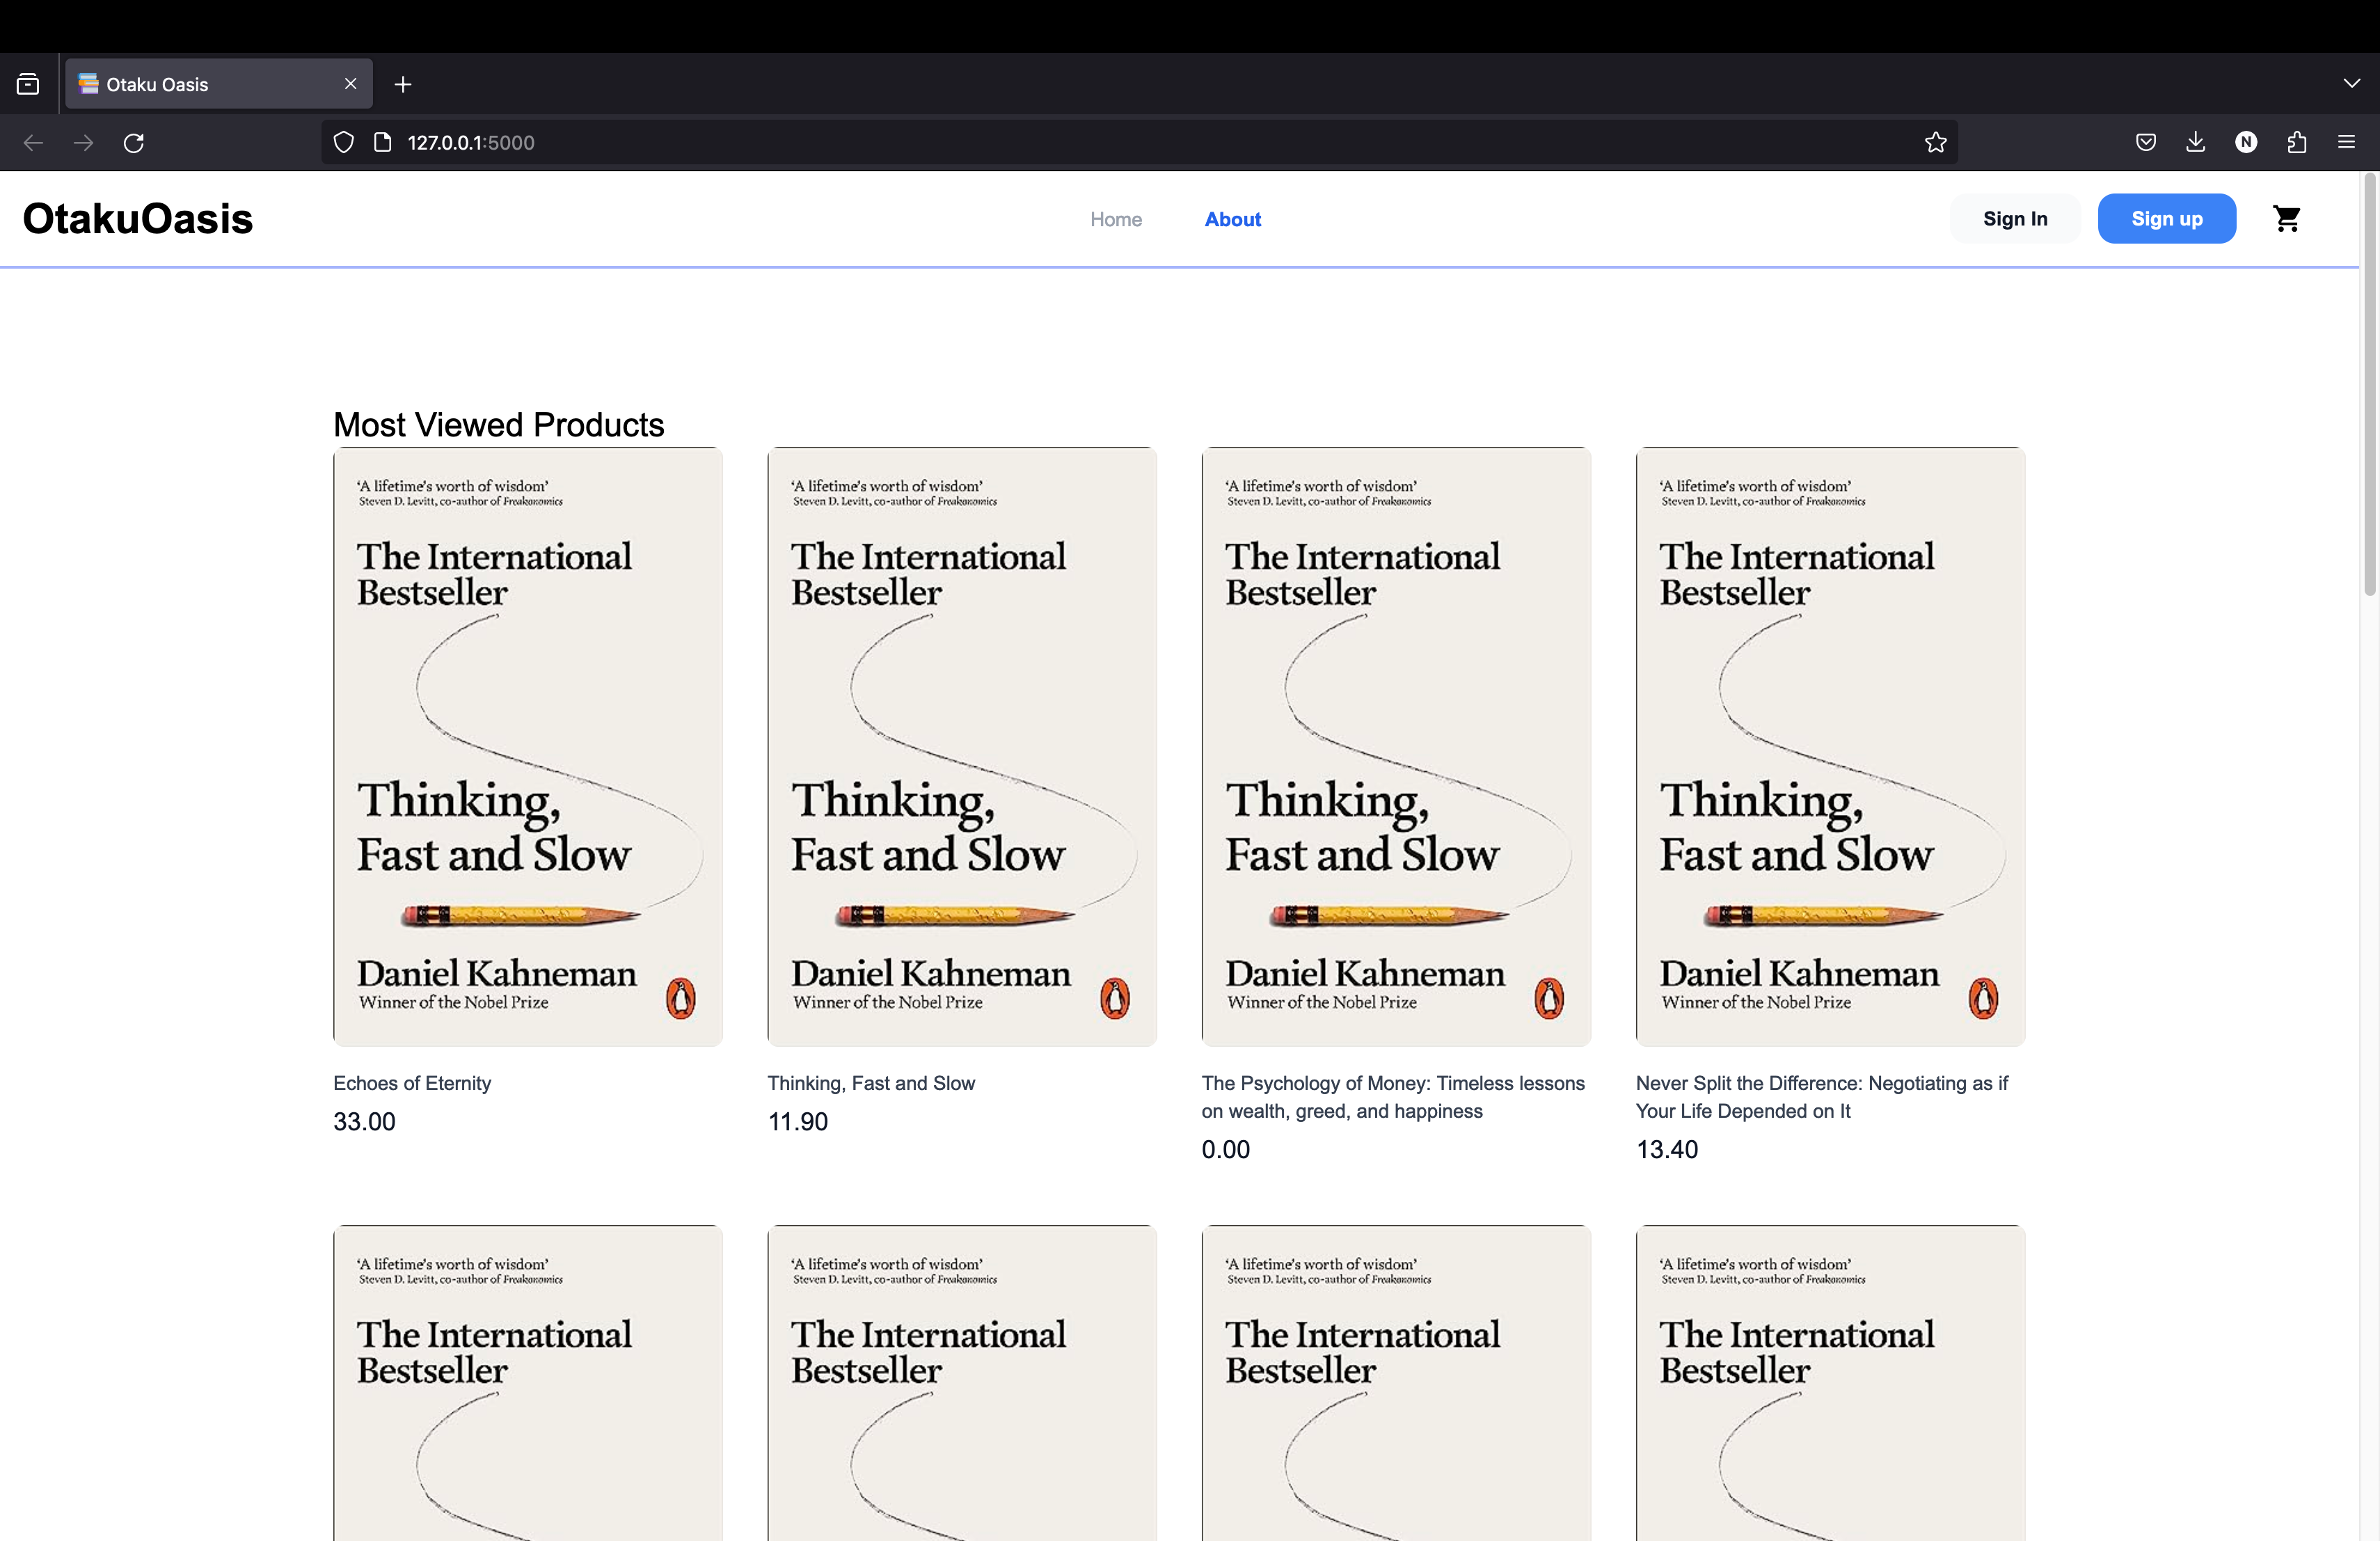 Otaku Oasis
127.0.0.1:5000
N
OtakuOasis
Home
About
Sign In
Sign up
Most Viewed Products
‘A lifetime's worth of wisdom’
Steven D. Levitt, co-author of Freakonomics
The International
Bestseller
Thinking,
Fast and Slow
Daniel Kahneman
Winner of the Nobel Prize
‘A lifetime's worth of wisdom’
Steven D. Levitt, co-author of Freakonomics
The International
Bestseller
Thinking,
Fast and Slow
Daniel Kahneman
Winner of the Nobel Prize
‘A lifetime's worth of wisdom’
Steven D. Levitt, co-author of Freakonomics
The International
Bestseller
Thinking,
Fast and Slow
Daniel Kahneman
Winner of the Nobel Prize
‘A lifetime's worth of wisdom’
Steven D. Levitt, co-author of Freakonomics
The International
Bestseller
Thinking,
Fast and Slow
Daniel Kahneman
Winner of the Nobel Prize
Echoes of Eternity
33.00
Thinking, Fast and Slow
11.90
The Psychology of Money: Timeless lessons
on wealth, greed, and happiness
0.00
Never Split the Difference: Negotiating as if
Your Life Depended on It
13.40
‘A lifetime's worth of wisdom’
Steven D. Levitt, co-author of Freakonomics
The International
Bestseller
‘A lifetime's worth of wisdom’
Steven D. Levitt, co-author of Freakonomics
The International
Bestseller
‘A lifetime's worth of wisdom’
Steven D. Levitt, co-author of Freakonomics
The International
Bestseller
‘A lifetime's worth of wisdom’
Steven D. Levitt, co-author of Freakonomics
The International
Bestseller